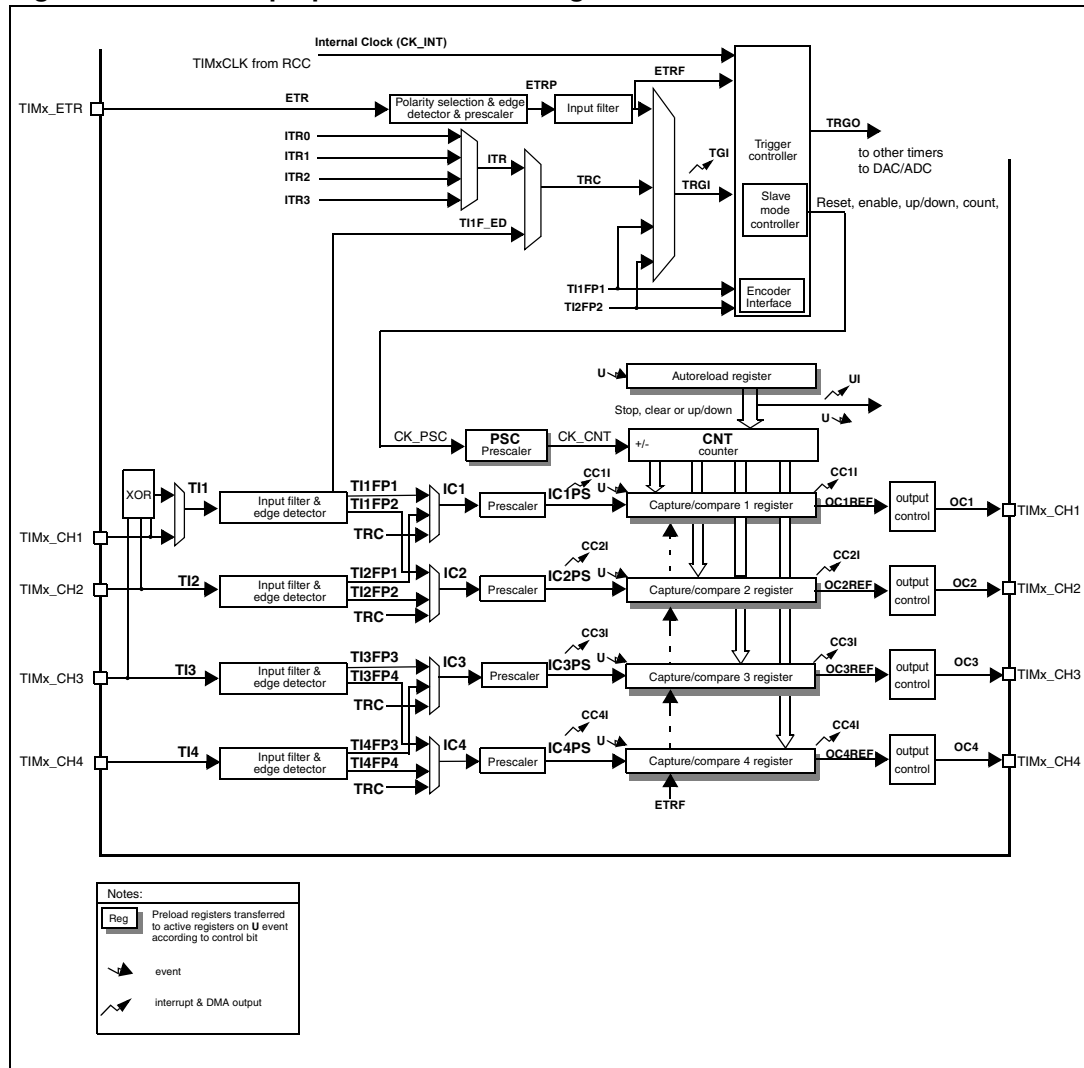 Internal Clock (CK_INT)
TIMxCLK from RCC
ETRF
ETRP
TIMx_ETR
ETR
Polarity selection & edge
detector & prescaler
Input filter
ITR0
ITR1
ITR2
ITR3
ITR
TI1F_ED
TRC
TGI
TRGI
Trigger
controller
TRGO
to other timers
to DAC/ADC
Slave
mode
controller
Reset, enable, up/down, count,
TI1FP1
TI2FP2
Encoder
Interface
U
Autoreload register
UI
Stop, clear or up/down
U
CK_PSC
PSC
Prescaler
CK_CNT
+/-
CNT
counter
XOR
TI1
Input filter &
edge detector
TI1FP1
TI1FP2
TRC
IC1
Prescaler
IC1PS
CC1I
U
Capture/compare 1 register
CC1I
OC1REF
output
control
OC1
TIMx_CH1
TIMx_CH1
TIMx_CH2
TI2
Input filter &
edge detector
TI2FP1
TI2FP2
TRC
IC2
Prescaler
IC2PS
CC2I
U
Capture/compare 2 register
CC2I
OC2REF
output
control
OC2
TIMx_CH2
TIMx_CH3
TI3
Input filter &
edge detector
TI3FP3
TI3FP4
TRC
IC3
Prescaler
IC3PS
CC3I
U
Capture/compare 3 register
CC3I
OC3REF
output
control
OC3
TIMx_CH3
TIMx_CH4
TI4
Input filter &
edge detector
TI4FP3
TI4FP4
TRC
IC4
Prescaler
IC4PS
CC4I
U
Capture/compare 4 register
CC4I
OC4REF
output
control
OC4
TIMx_CH4
ETRF
Notes:
Reg
Preload registers transferred
to active registers on U event
according to control bit
event
interrupt & DMA output